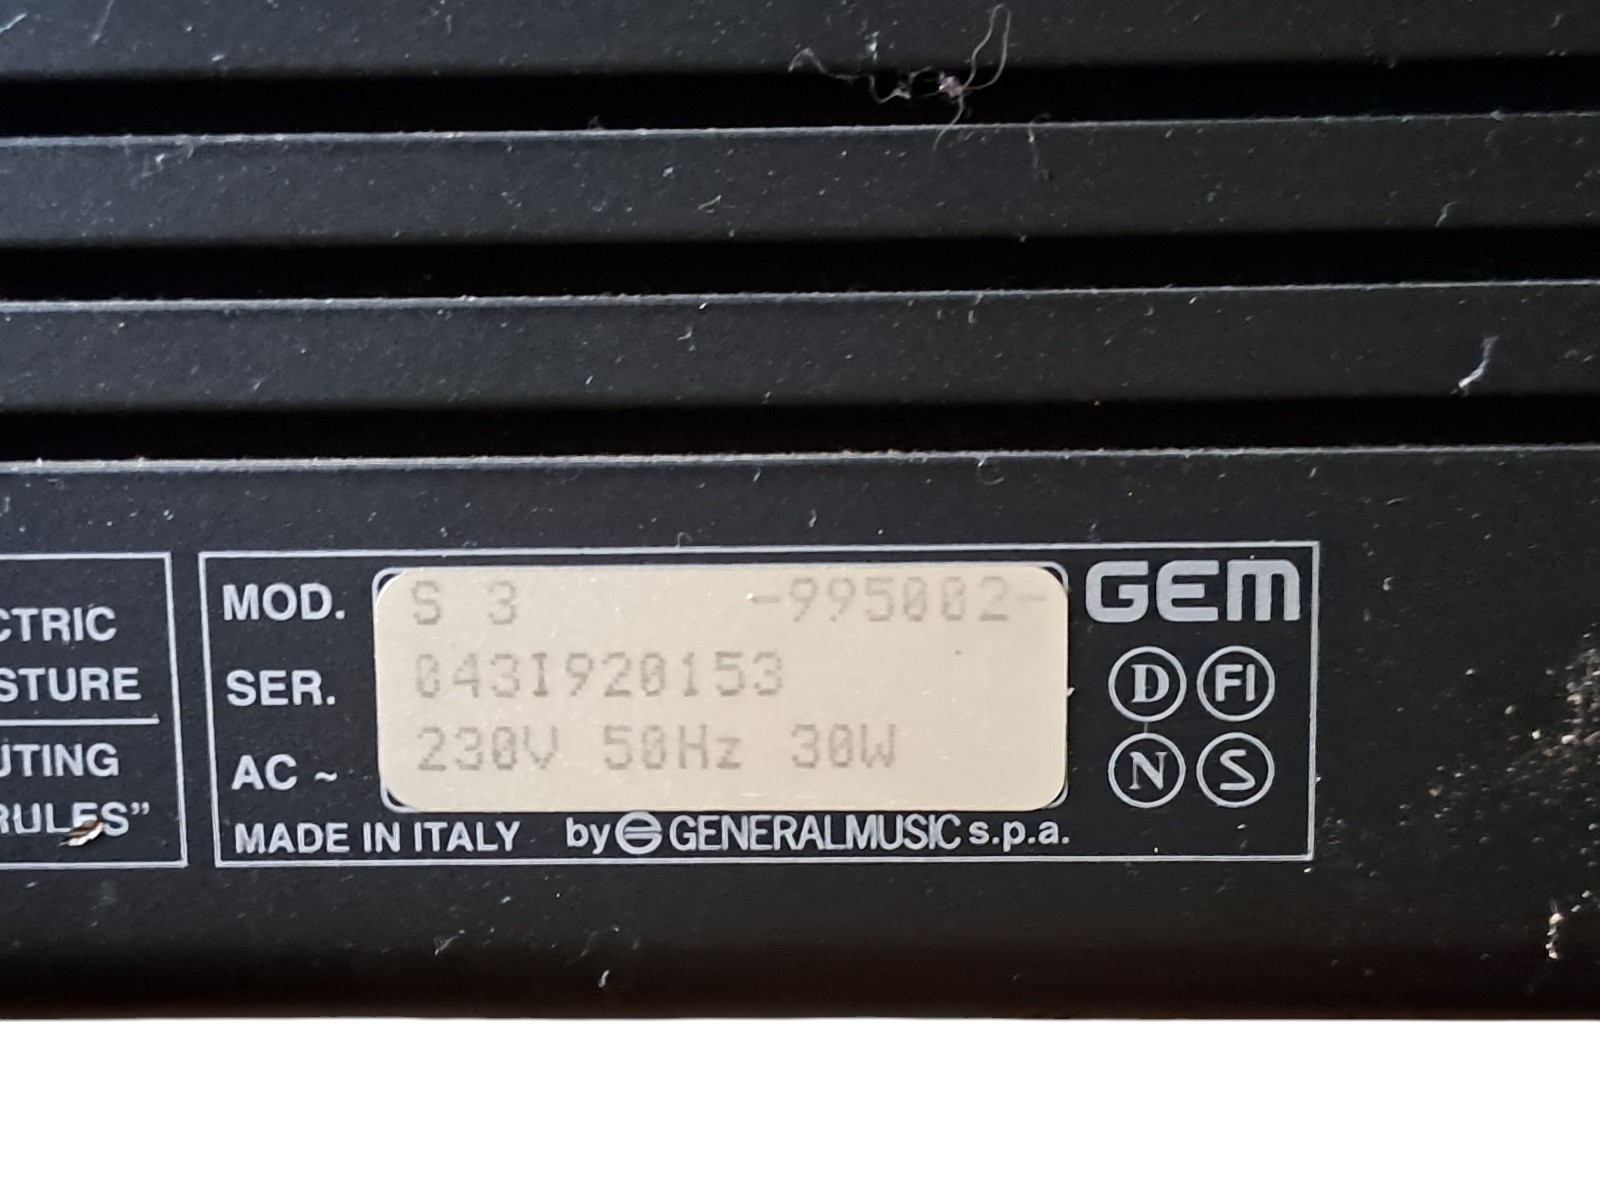 CTRIC
STURE
UTING
RULES”
MOD. S 3 -995002- GEM
SER. 043I920153
D FI
AC ~ 230V 50Hz 30W
N S
MADE IN ITALY by GENERALMUSIC s.p.a.